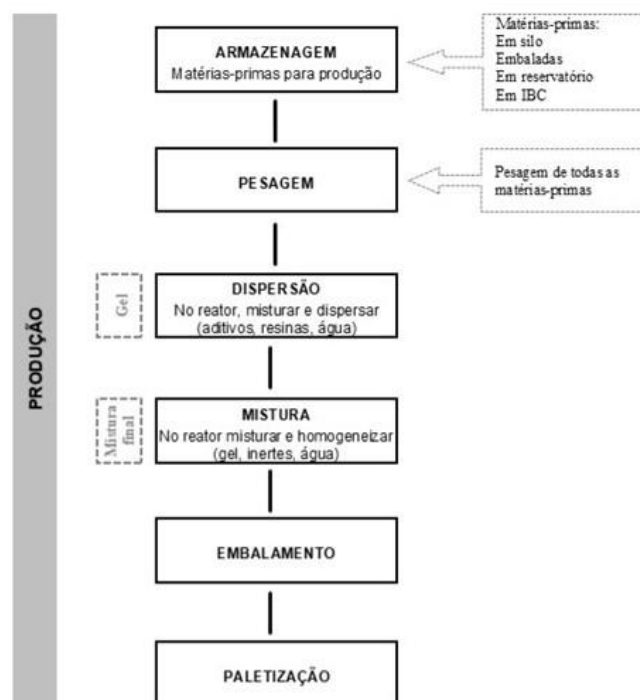 PRODUÇÃO
ARMAZENAGEM
Matérias-primas para produção
Matérias-primas:
Em silo
Embaladas
Em reservatório
Em IBC
PESAGEM
Pesagem de todas as
matérias-primas
Gel
DISPERSÃO
No reator, misturar e dispersar
(aditivos, resinas, água)
Mistura
final
MISTURA
No reator misturar e homogeneizar
(gel, inertes, água)
EMBALAMENTO
PALETIZAÇÃO